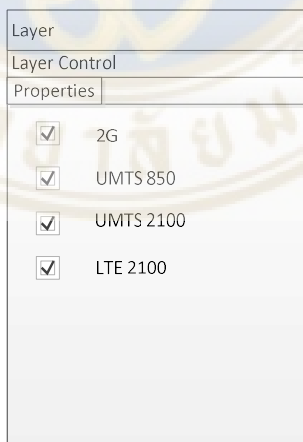 Layer
Layer Control
Properties
2G
UMTS 850
UMTS 2100
LTE 2100